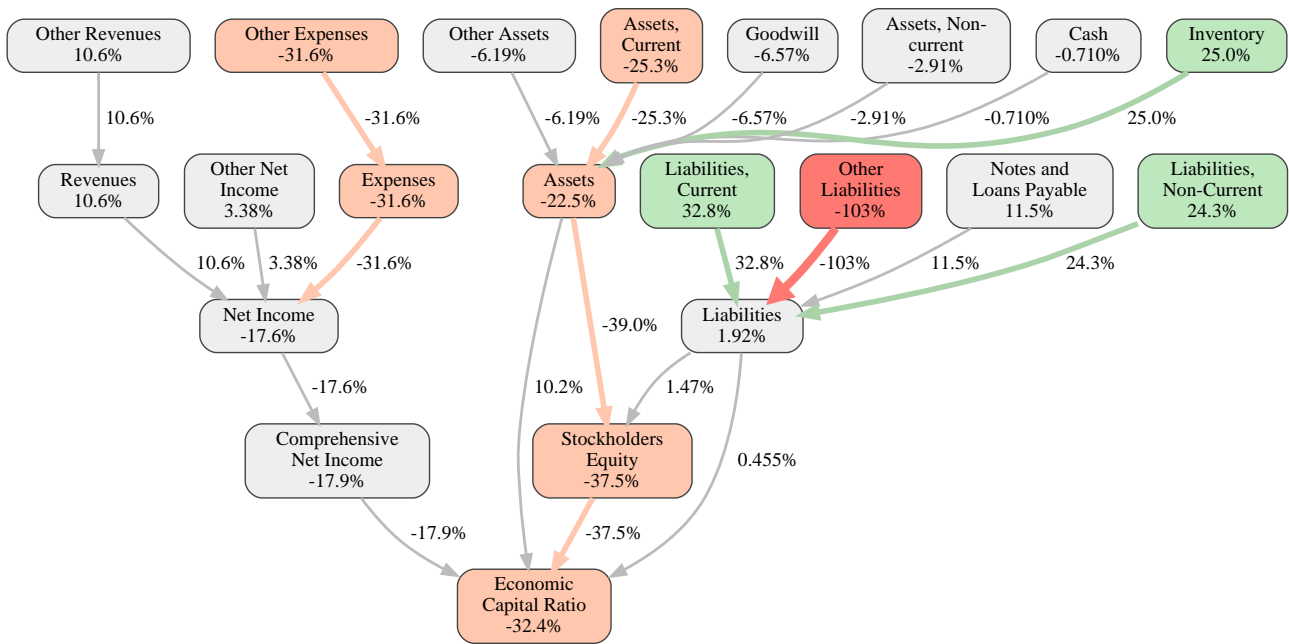 Other Revenues
10.6%
Other Expenses
-31.6%
Other Assets
-6.19%
Assets,
Current
-25.3%
Goodwill
-6.57%
Assets, Non-
current
-2.91%
Cash
-0.710%
Inventory
25.0%
10.6%
-31.6%
-6.19%
-25.3%
-6.57%
-2.91%
-0.710%
25.0%
Revenues
10.6%
Other Net
Income
3.38%
Expenses
-31.6%
Assets
-22.5%
Liabilities,
Current
32.8%
Other
Liabilities
-103%
Notes and
Loans Payable
11.5%
Liabilities,
Non-Current
24.3%
10.6%
3.38%
-31.6%
32.8%
-103%
11.5%
24.3%
Net Income
-17.6%
-39.0%
Liabilities
1.92%
-17.6%
10.2%
1.47%
Comprehensive
Net Income
-17.9%
Stockholders
Equity
-37.5%
0.455%
-17.9%
-37.5%
Economic
Capital Ratio
-32.4%